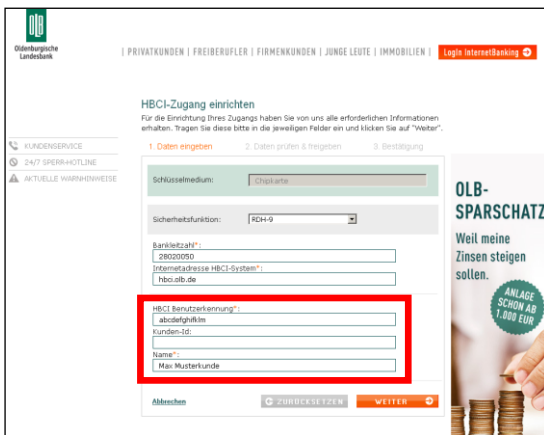 OLB
Oldenburgische
Landesbank
| PRIVATKUNDEN | FREIBERUFLER | FIRMENKUNDEN | JUNGE LEUTE | IMMOBILIEN |
Login InternetBanking
HBCI-Zugang einrichten
Für die Einrichtung Ihres Zugangs haben Sie von uns alle erforderlichen Informationen
erhalten. Tragen Sie diese bitte in die jeweiligen Felder ein und klicken Sie auf "Weiter".
KUNDENSERVICE
24/7 SPERR-HOTLINE
AKTUELLE WARNHINWEISE
1. Daten eingeben 2. Daten prüfen & freigeben 3. Bestätigung
Schlüsselmedium: Chipkarte
Sicherheitsfunktion: RDH-9
Bankleitzahl*:
28020050
Internetadresse HBCI-System*:
hbci.olb.de
HBCI Benutzerkennung*:
abcdefghifklm
Kunden-Id:
Name*:
Max Musterkunde
Abbrechen ZURÜCKSETZEN WEITER
OLB-
SPARSCHATZ
Weil meine
Zinsen steigen
sollen.
ANLAGE
SCHON AB
1.000 EUR